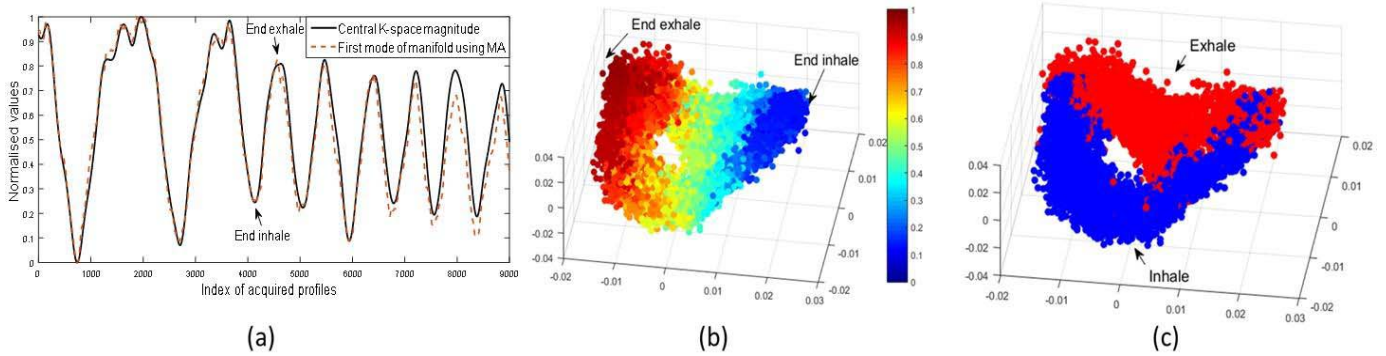 1
0.9
0.8
0.7
0.6
0.5
0.4
0.3
0.2
0.1
0
Normalised values
End exhale
Central K-space magnitude
First mode of manifold using MA
End inhale
0 1000 2000 3000 4000 5000 6000 7000 8000 9000
Index of acquired profiles
(a)
End exhale
End inhale
0.04
0.02
0
-0.02
-0.04
-0.02 -0.01 0 0.01 0.02 0.03
0.02
0.01
0
-0.01
-0.02
1
0.9
0.8
0.7
0.6
0.5
0.4
0.3
0.2
0.1
0
(b)
Exhale
Inhale
0.04
0.02
0
-0.02
-0.04
-0.02 -0.01 0 0.01 0.02 0.03
0.02
0.01
0
-0.01
-0.02
(c)